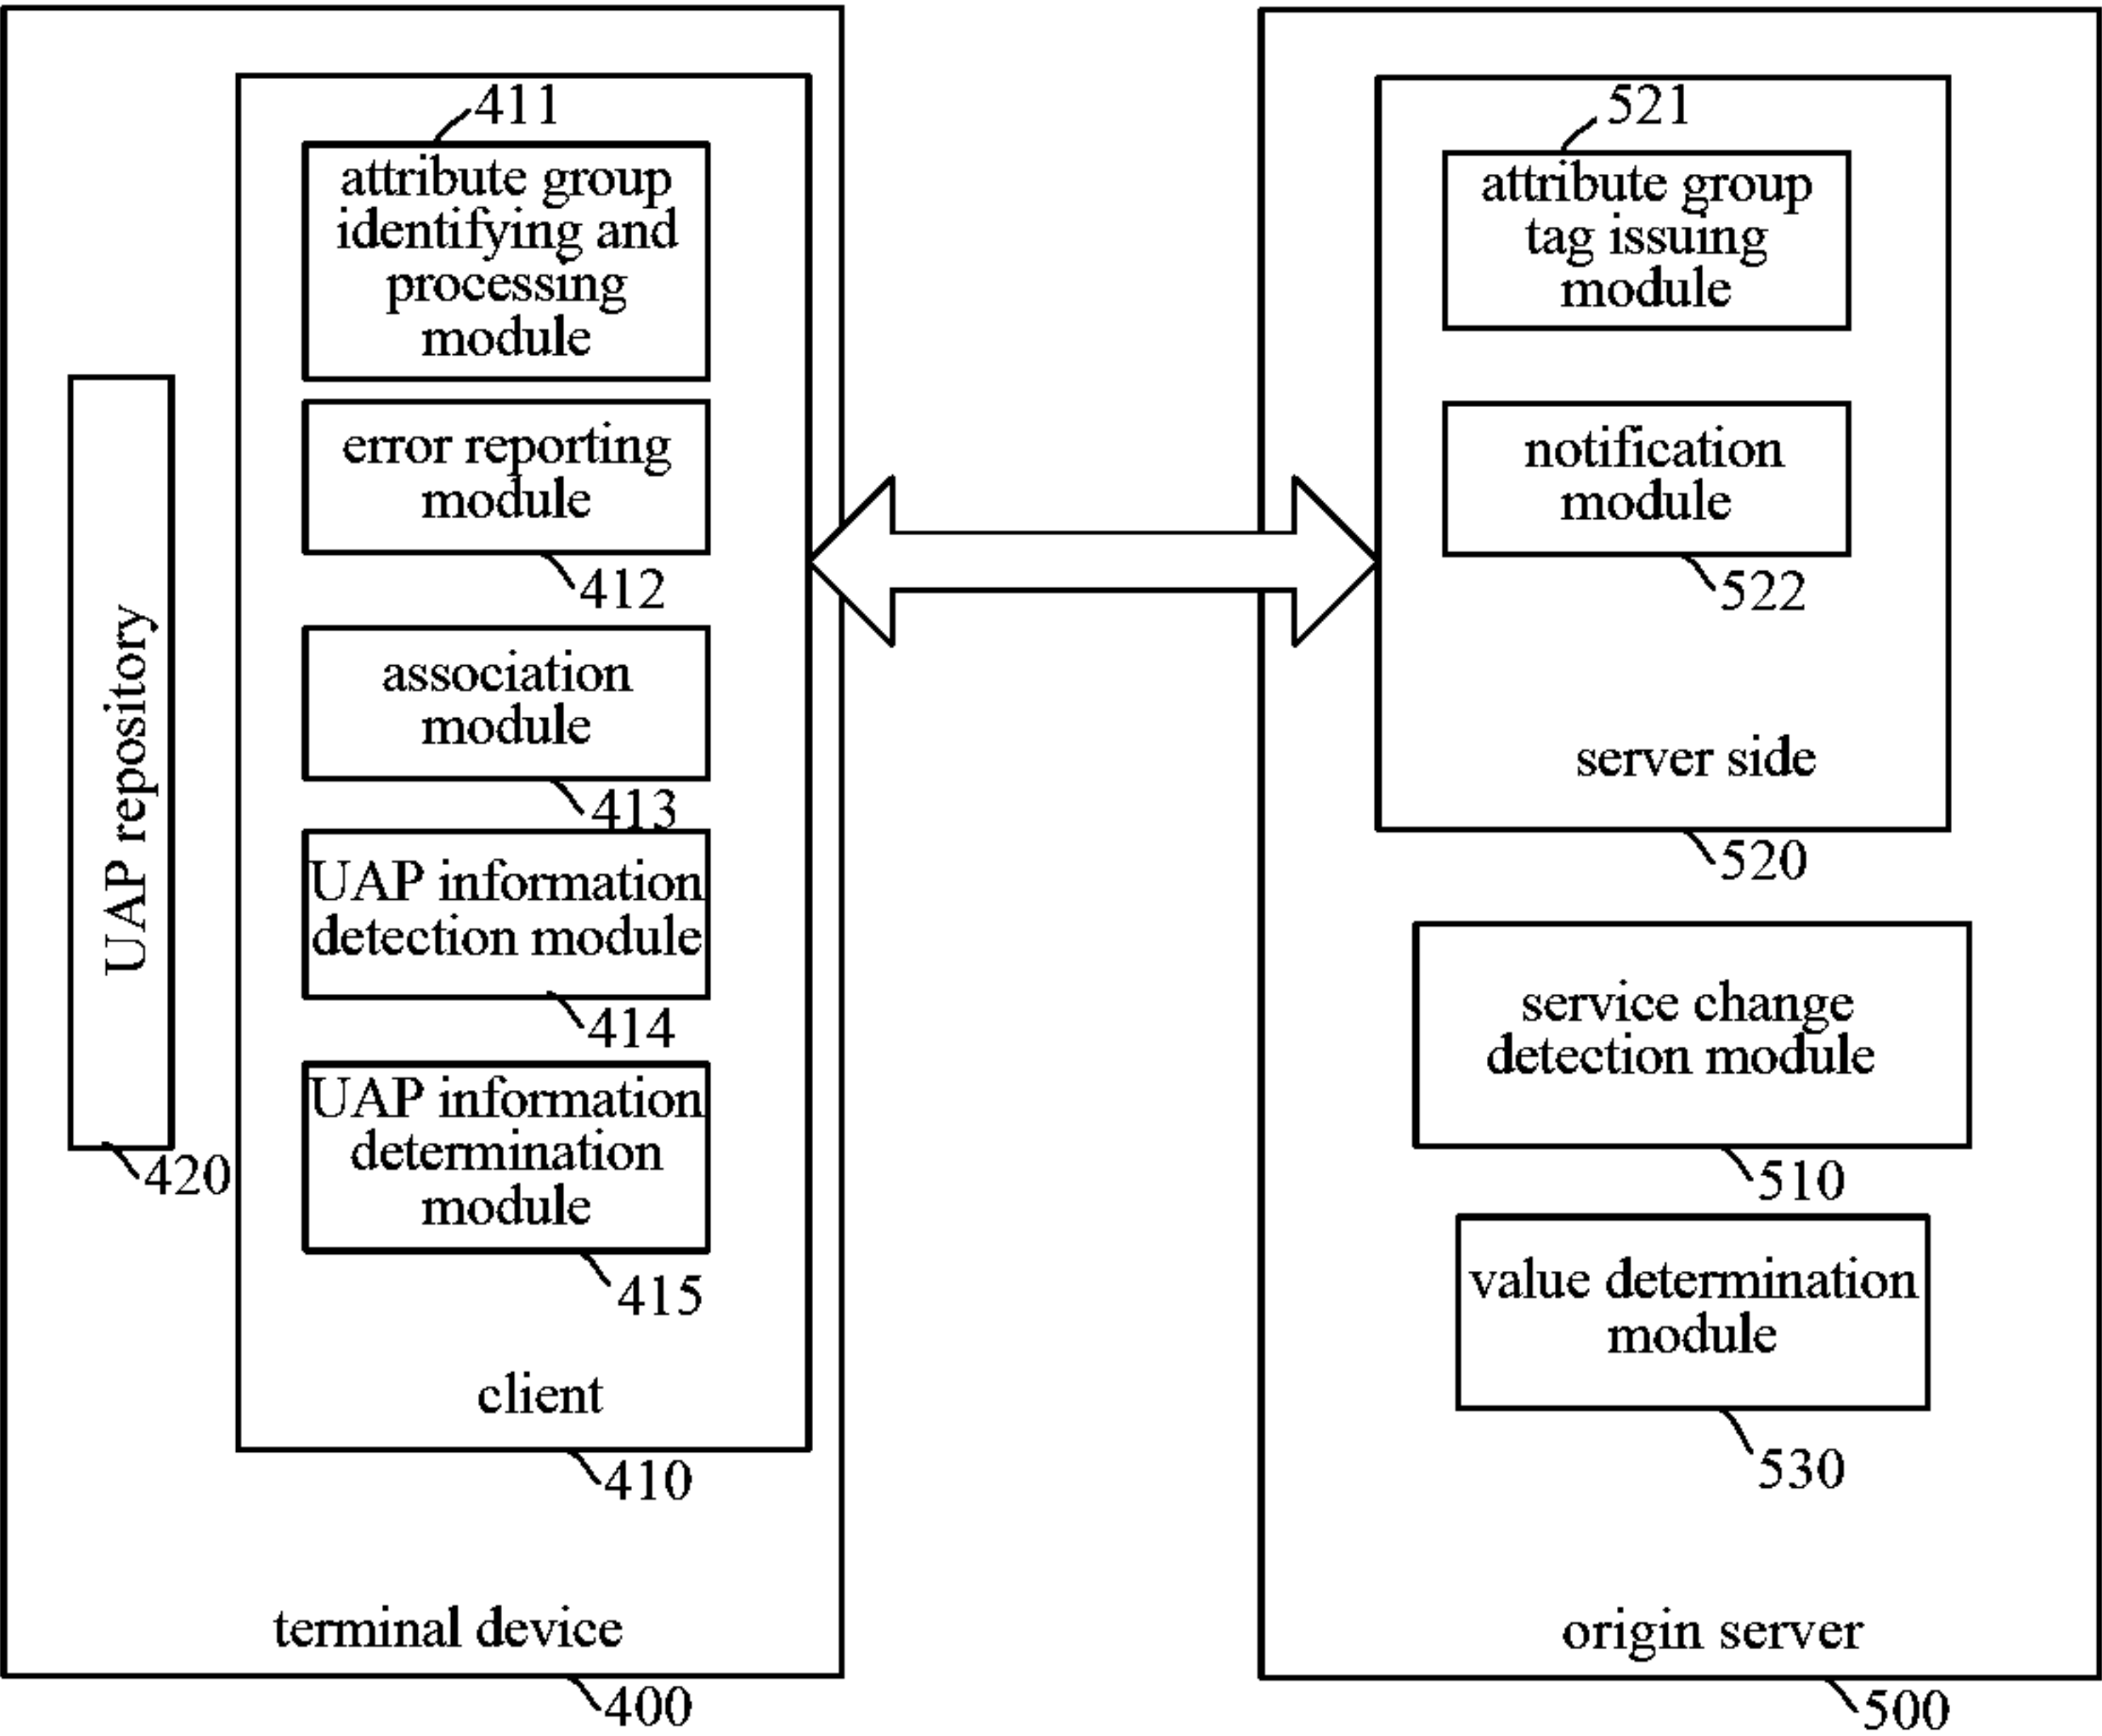 411
attribute group
identifying and
processing
module
error reporting
module
412
association
module
413
UAP information
detection module
414
UAP information
determination
module
415
client
410
UAP repository
420
terminal device
400
521
attribute group
tag issuing
module
notification
module
522
server side
520
service change
detection module
510
value determination
module
530
origin server
500